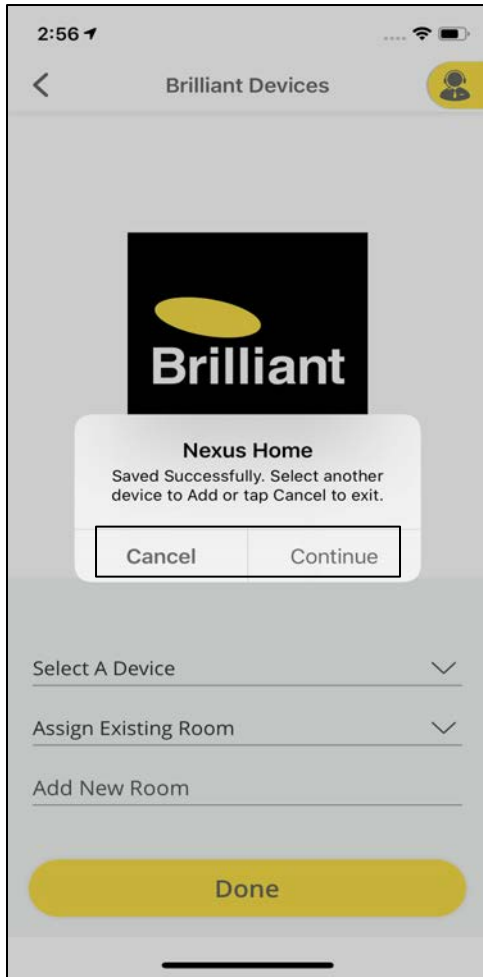 2:56
Brilliant Devices
Brilliant
Nexus Home
Saved Successfully. Select another
device to Add or tap Cancel to exit.
Cancel Continue
Select A Device
Assign Existing Room
Add New Room
Done